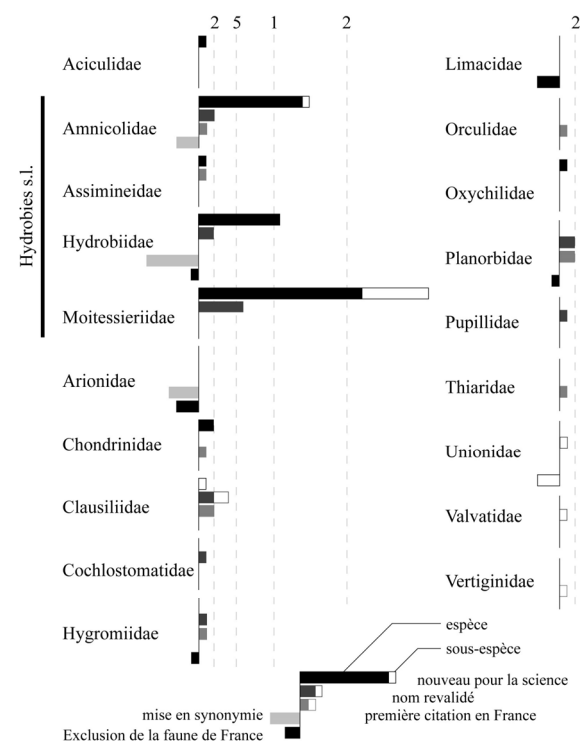 2 5 1 2
2
Hydrobies s.l.
Aciculidae
Amnicolidae
Assimineidae
Hydrobiidae
Moitessieriidae
Arionidae
Chondrinidae
Clausiliidae
Cochlostomatidae
Hygromiidae
Limacidae
Orculidae
Oxychilidae
Planorbidae
Pupillidae
Thiaridae
Unionidae
Valvatidae
Vertiginidae
espèce
sous-espèce
nouveau pour la science
nom revalidé
première citation en France
mise en synonymie
Exclusion de la faune de France